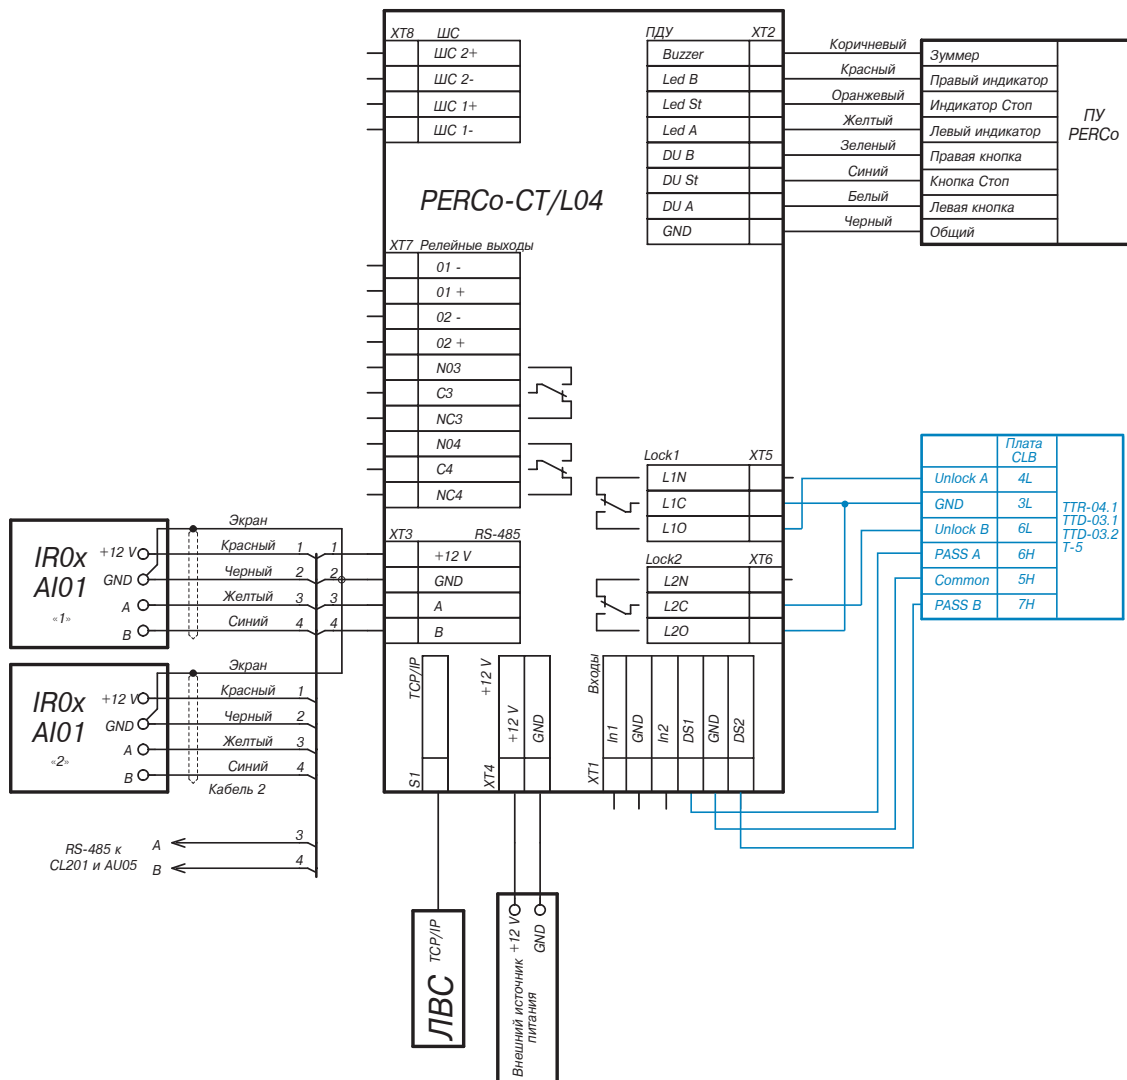 XT8 ШС
ШС 2+
ШС 2-
ШС 1+
ШС 1-
ПДУ XT2
Buzzer
Led B
Led St
Led A
DU B
DU St
DU A
GND
Коричневый
Красный
Оранжевый
Желтый
Зеленый
Синий
Белый
Черный
Зуммер
Правый индикатор
Индикатор Стоп
Левый индикатор
Правая кнопка
Кнопка Стоп
Левая кнопка
Общий
ПУ
PERCo
PERCo-CT/L04
XT7 Релейные выходы
01 -
01 +
02 -
02 +
N03
C3
NC3
N04
C4
NC4
Lock1 XT5
L1N
L1C
L1O
Lock2 XT6
L2N
L2C
L2O
Плата
CLB
Unlock A 4L
GND 3L
Unlock B 6L
PASS A 6H
Common 5H
PASS B 7H
TTR-04.1
TTD-03.1
TTD-03.2
T-5
XT3 RS-485
+12 V
GND
A
B
IR0x
AI01
«1»
+12 V
GND
A
B
Экран
Красный 1 1
Черный 2 2
Желтый 3 3
Синий 4 4
IR0x
AI01
«2»
+12 V
GND
A
B
Экран
Красный 1
Черный 2
Желтый 3
Синий 4
Кабель 2
RS-485 к
CL201 и AU05
A 3
B 4
TCP/IP
S1
+12 V
XT4
+12 V
GND
Входы
XT1
In1
GND
In2
DS1
GND
DS2
ЛВС TCP/IP
Внешний источник
питания
+12 V
GND